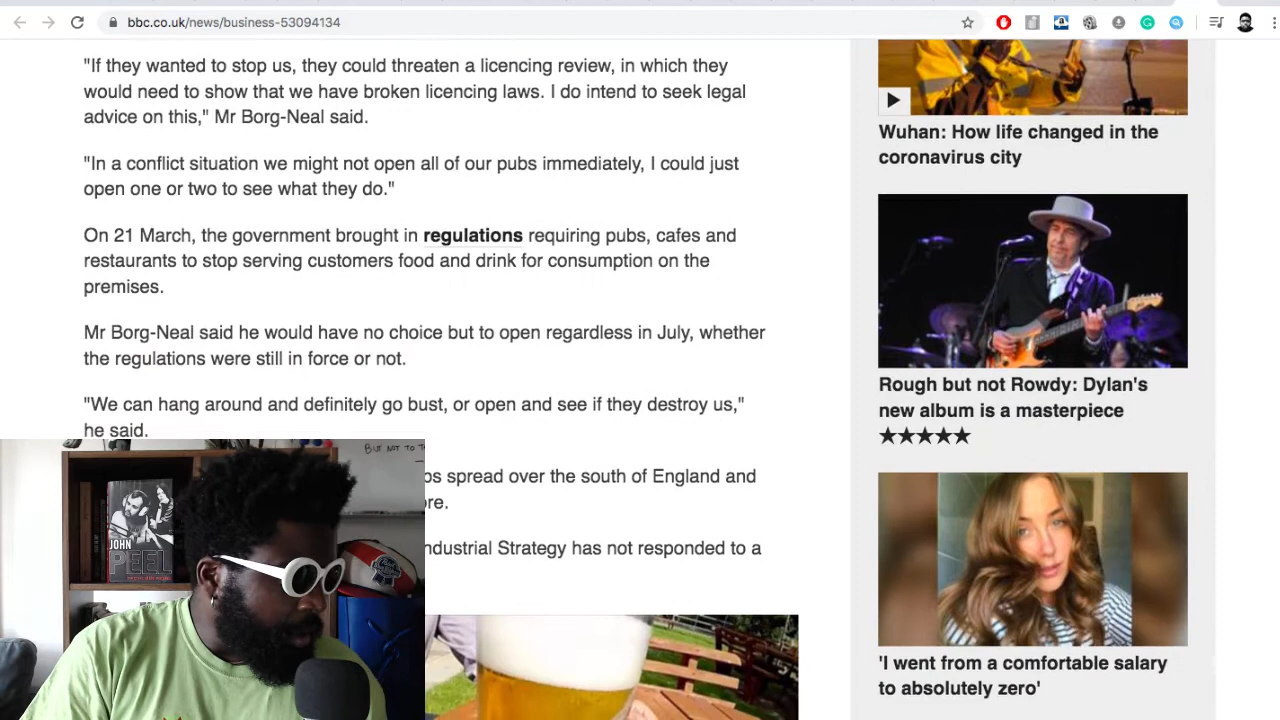 bbc.co.uk/news/business-53094134
"If they wanted to stop us, they could threaten a licencing review, in which they
would need to show that we have broken licencing laws. I do intend to seek legal
advice on this," Mr Borg-Neal said.
"In a conflict situation we might not open all of our pubs immediately, I could just
open one or two to see what they do."
On 21 March, the government brought in regulations requiring pubs, cafes and
restaurants to stop serving customers food and drink for consumption on the
premises.
Mr Borg-Neal said he would have no choice but to open regardless in July, whether
the regulations were still in force or not.
"We can hang around and definitely go bust, or open and see if they destroy us,"
he said.
spread over the south of England and
Industrial Strategy has not responded to a
Wuhan: How life changed in the
coronavirus city
Rough but not Rowdy: Dylan's
new album is a masterpiece
★★★★★
'I went from a comfortable salary
to absolutely zero'
BUT NOT TO
JOHN
PEEL